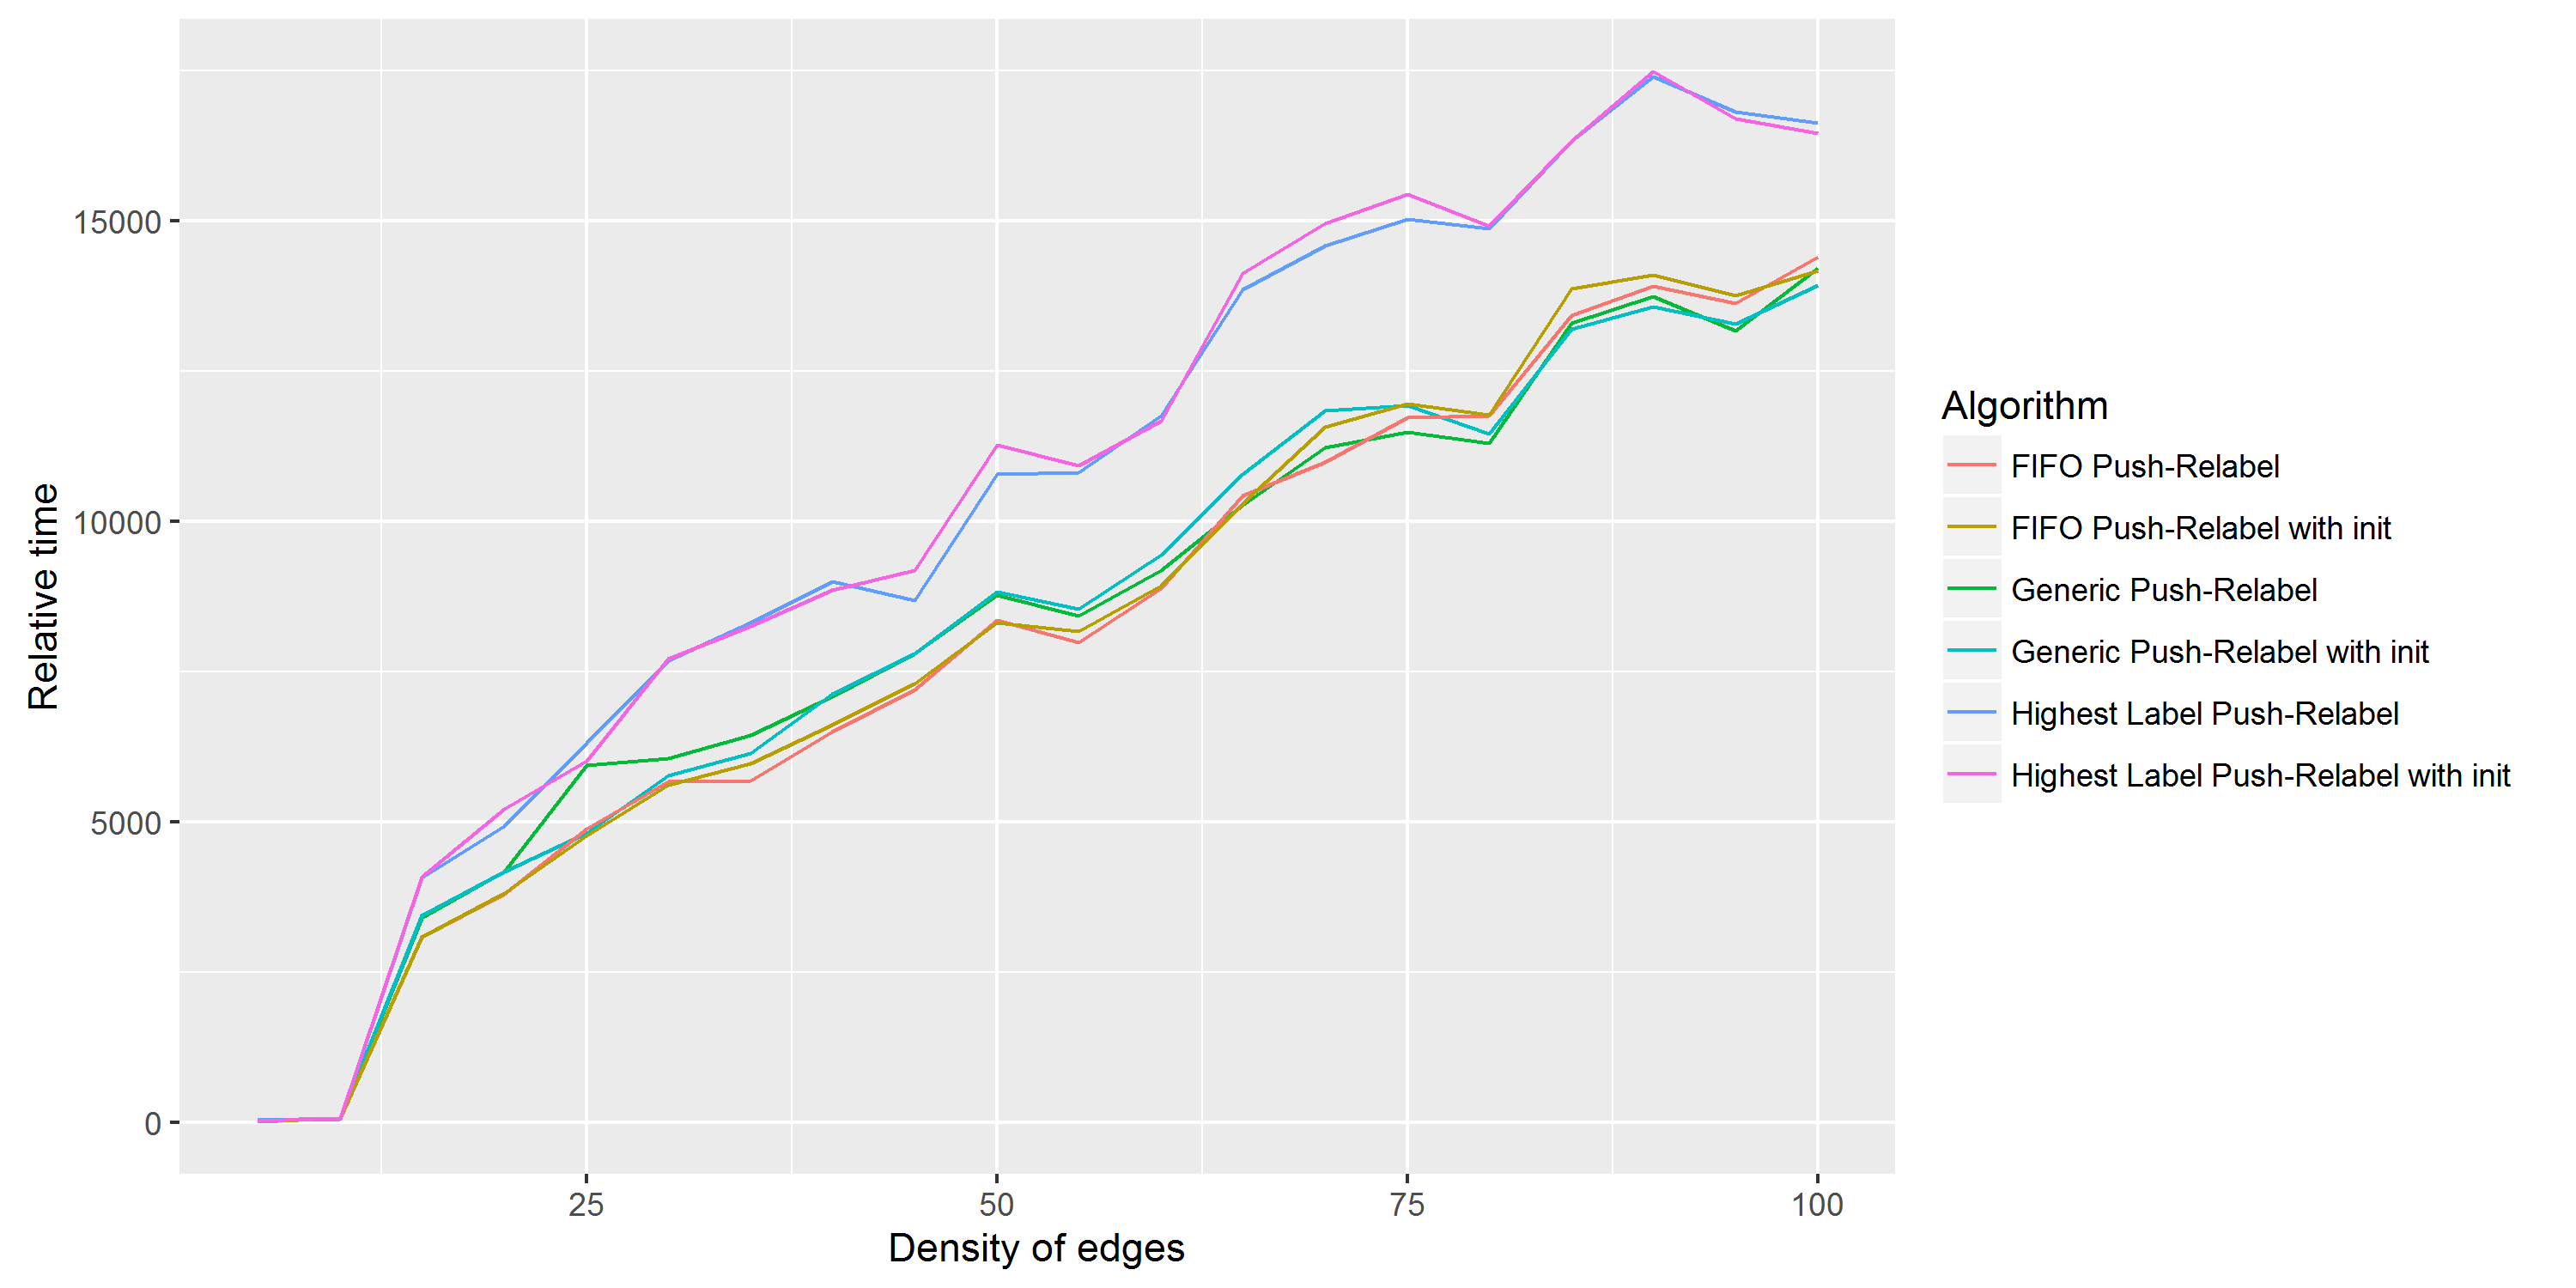 Relative time
15000
10000
5000
0
25
50
75
100
Density of edges
Algorithm
FIFO Push-Relabel
FIFO Push-Relabel with init
Generic Push-Relabel
Generic Push-Relabel with init
Highest Label Push-Relabel
Highest Label Push-Relabel with init